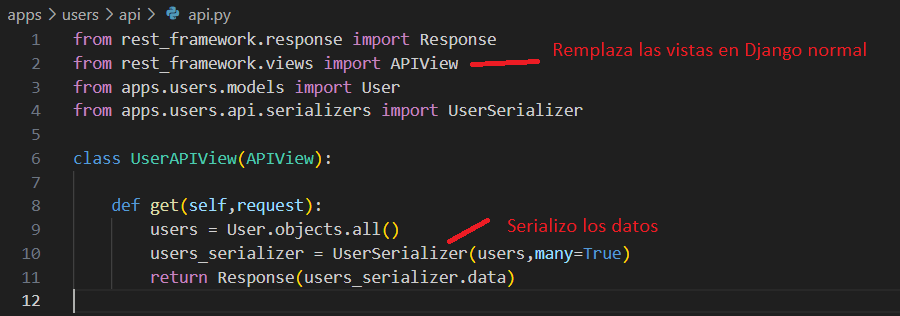 apps > users > api > api.py
1 from rest_framework.response import Response
2 from rest_framework.views import APIView Remplaza las vistas en Django normal
3 from apps.users.models import User
4 from apps.users.api.serializers import UserSerializer
5
6 class UserAPIView(APIView):
7
8     def get(self,request):
9         users = User.objects.all() Serializo los datos
10         users_serializer = UserSerializer(users,many=True)
11         return Response(users_serializer.data)
12